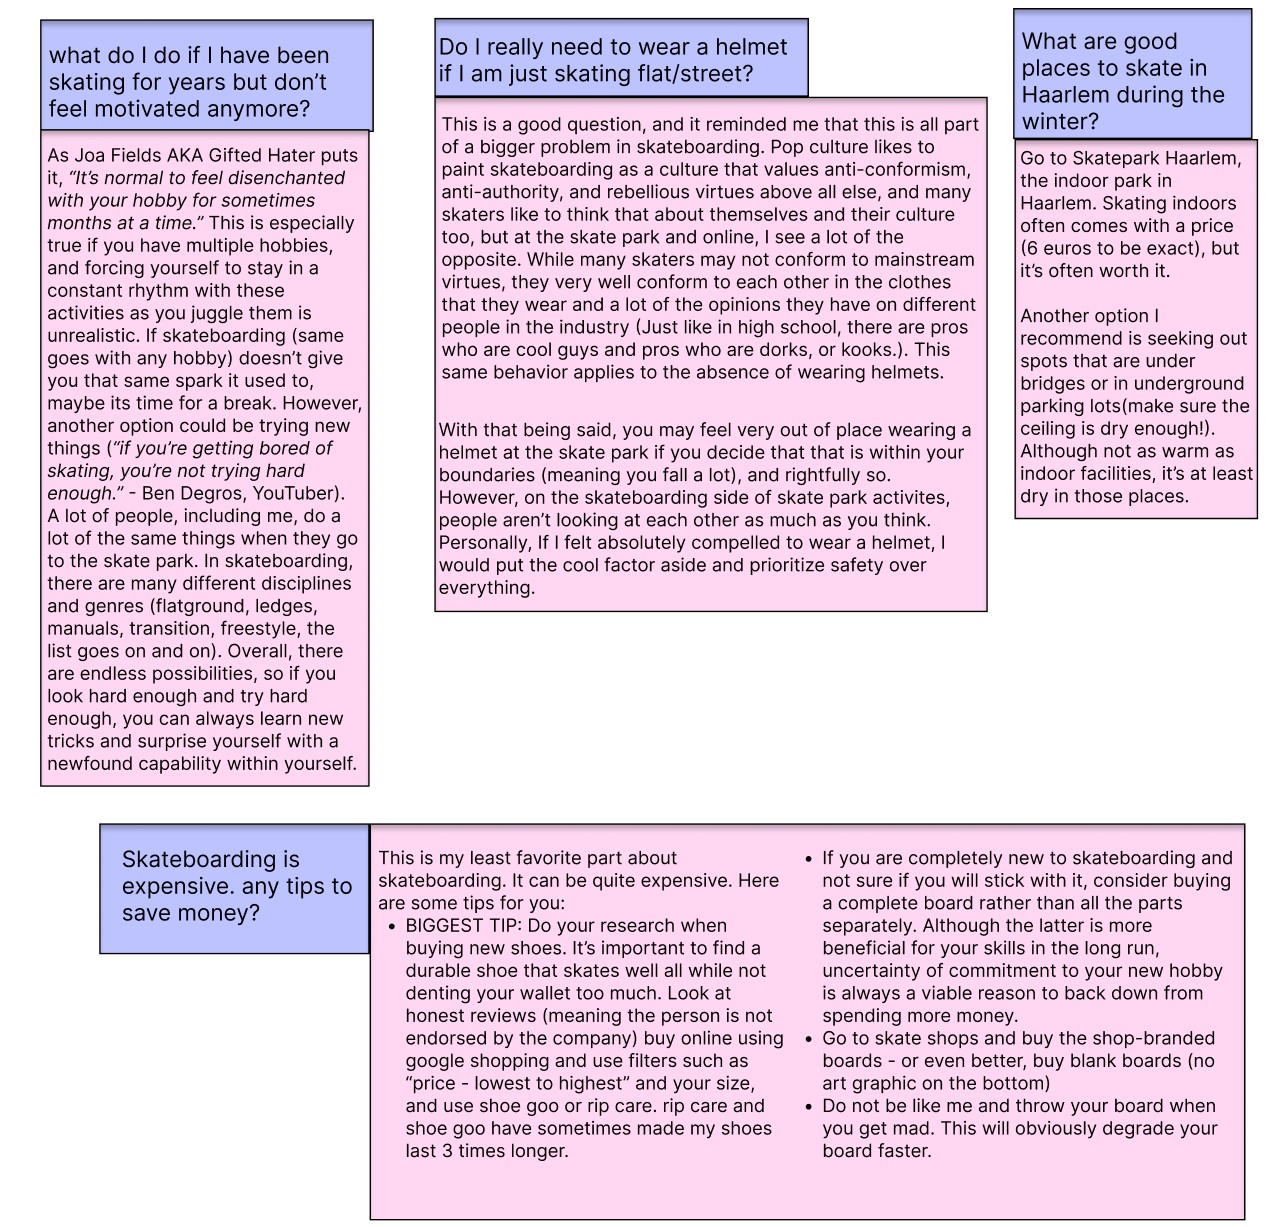 what do I do if I have been
skating for years but don’t
feel motivated anymore?
As Joa Fields AKA Gifted Hater puts
it, “It’s normal to feel disenchanted
with your hobby for sometimes
months at a time.” This is especially
true if you have multiple hobbies,
and forcing yourself to stay in a
constant rhythm with these
activities as you juggle them is
unrealistic. If skateboarding (same
goes with any hobby) doesn’t give
you that same spark it used to,
maybe its time for a break. However,
another option could be trying new
things (“if you’re getting bored of
skating, you’re not trying hard
enough.” - Ben Degros, YouTuber).
A lot of people, including me, do a
lot of the same things when they go
to the skate park. In skateboarding,
there are many different disciplines
and genres (flatground, ledges,
manuals, transition, freestyle, the
list goes on and on). Overall, there
are endless possibilities, so if you
look hard enough and try hard
enough, you can always learn new
tricks and surprise yourself with a
newfound capability within yourself.
Do I really need to wear a helmet
if I am just skating flat/street?
This is a good question, and it reminded me that this is all part
of a bigger problem in skateboarding. Pop culture likes to
paint skateboarding as a culture that values anti-conformism,
anti-authority, and rebellious virtues above all else, and many
skaters like to think that about themselves and their culture
too, but at the skate park and online, I see a lot of the
opposite. While many skaters may not conform to mainstream
virtues, they very well conform to each other in the clothes
that they wear and a lot of the opinions they have on different
people in the industry (Just like in high school, there are pros
who are cool guys and pros who are dorks, or kooks.). This
same behavior applies to the absence of wearing helmets.
With that being said, you may feel very out of place wearing a
helmet at the skate park if you decide that that is within your
boundaries (meaning you fall a lot), and rightfully so.
However, on the skateboarding side of skate park activites,
people aren’t looking at each other as much as you think.
Personally, If I felt absolutely compelled to wear a helmet, I
would put the cool factor aside and prioritize safety over
everything.
What are good
places to skate in
Haarlem during the
winter?
Go to Skatepark Haarlem,
the indoor park in
Haarlem. Skating indoors
often comes with a price
(6 euros to be exact), but
it’s often worth it.
Another option I
recommend is seeking out
spots that are under
bridges or in underground
parking lots(make sure the
ceiling is dry enough!).
Although not as warm as
indoor facilities, it’s at least
dry in those places.
Skateboarding is
expensive. any tips to
save money?
This is my least favorite part about
skateboarding. It can be quite expensive. Here
are some tips for you:
• BIGGEST TIP: Do your research when
buying new shoes. It’s important to find a
durable shoe that skates well all while not
denting your wallet too much. Look at
honest reviews (meaning the person is not
endorsed by the company) buy online using
google shopping and use filters such as
“price - lowest to highest” and your size,
and use shoe goo or rip care. rip care and
shoe goo have sometimes made my shoes
last 3 times longer.
• If you are completely new to skateboarding and
not sure if you will stick with it, consider buying
a complete board rather than all the parts
separately. Although the latter is more
beneficial for your skills in the long run,
uncertainty of commitment to your new hobby
is always a viable reason to back down from
spending more money.
• Go to skate shops and buy the shop-branded
boards - or even better, buy blank boards (no
art graphic on the bottom)
• Do not be like me and throw your board when
you get mad. This will obviously degrade your
board faster.